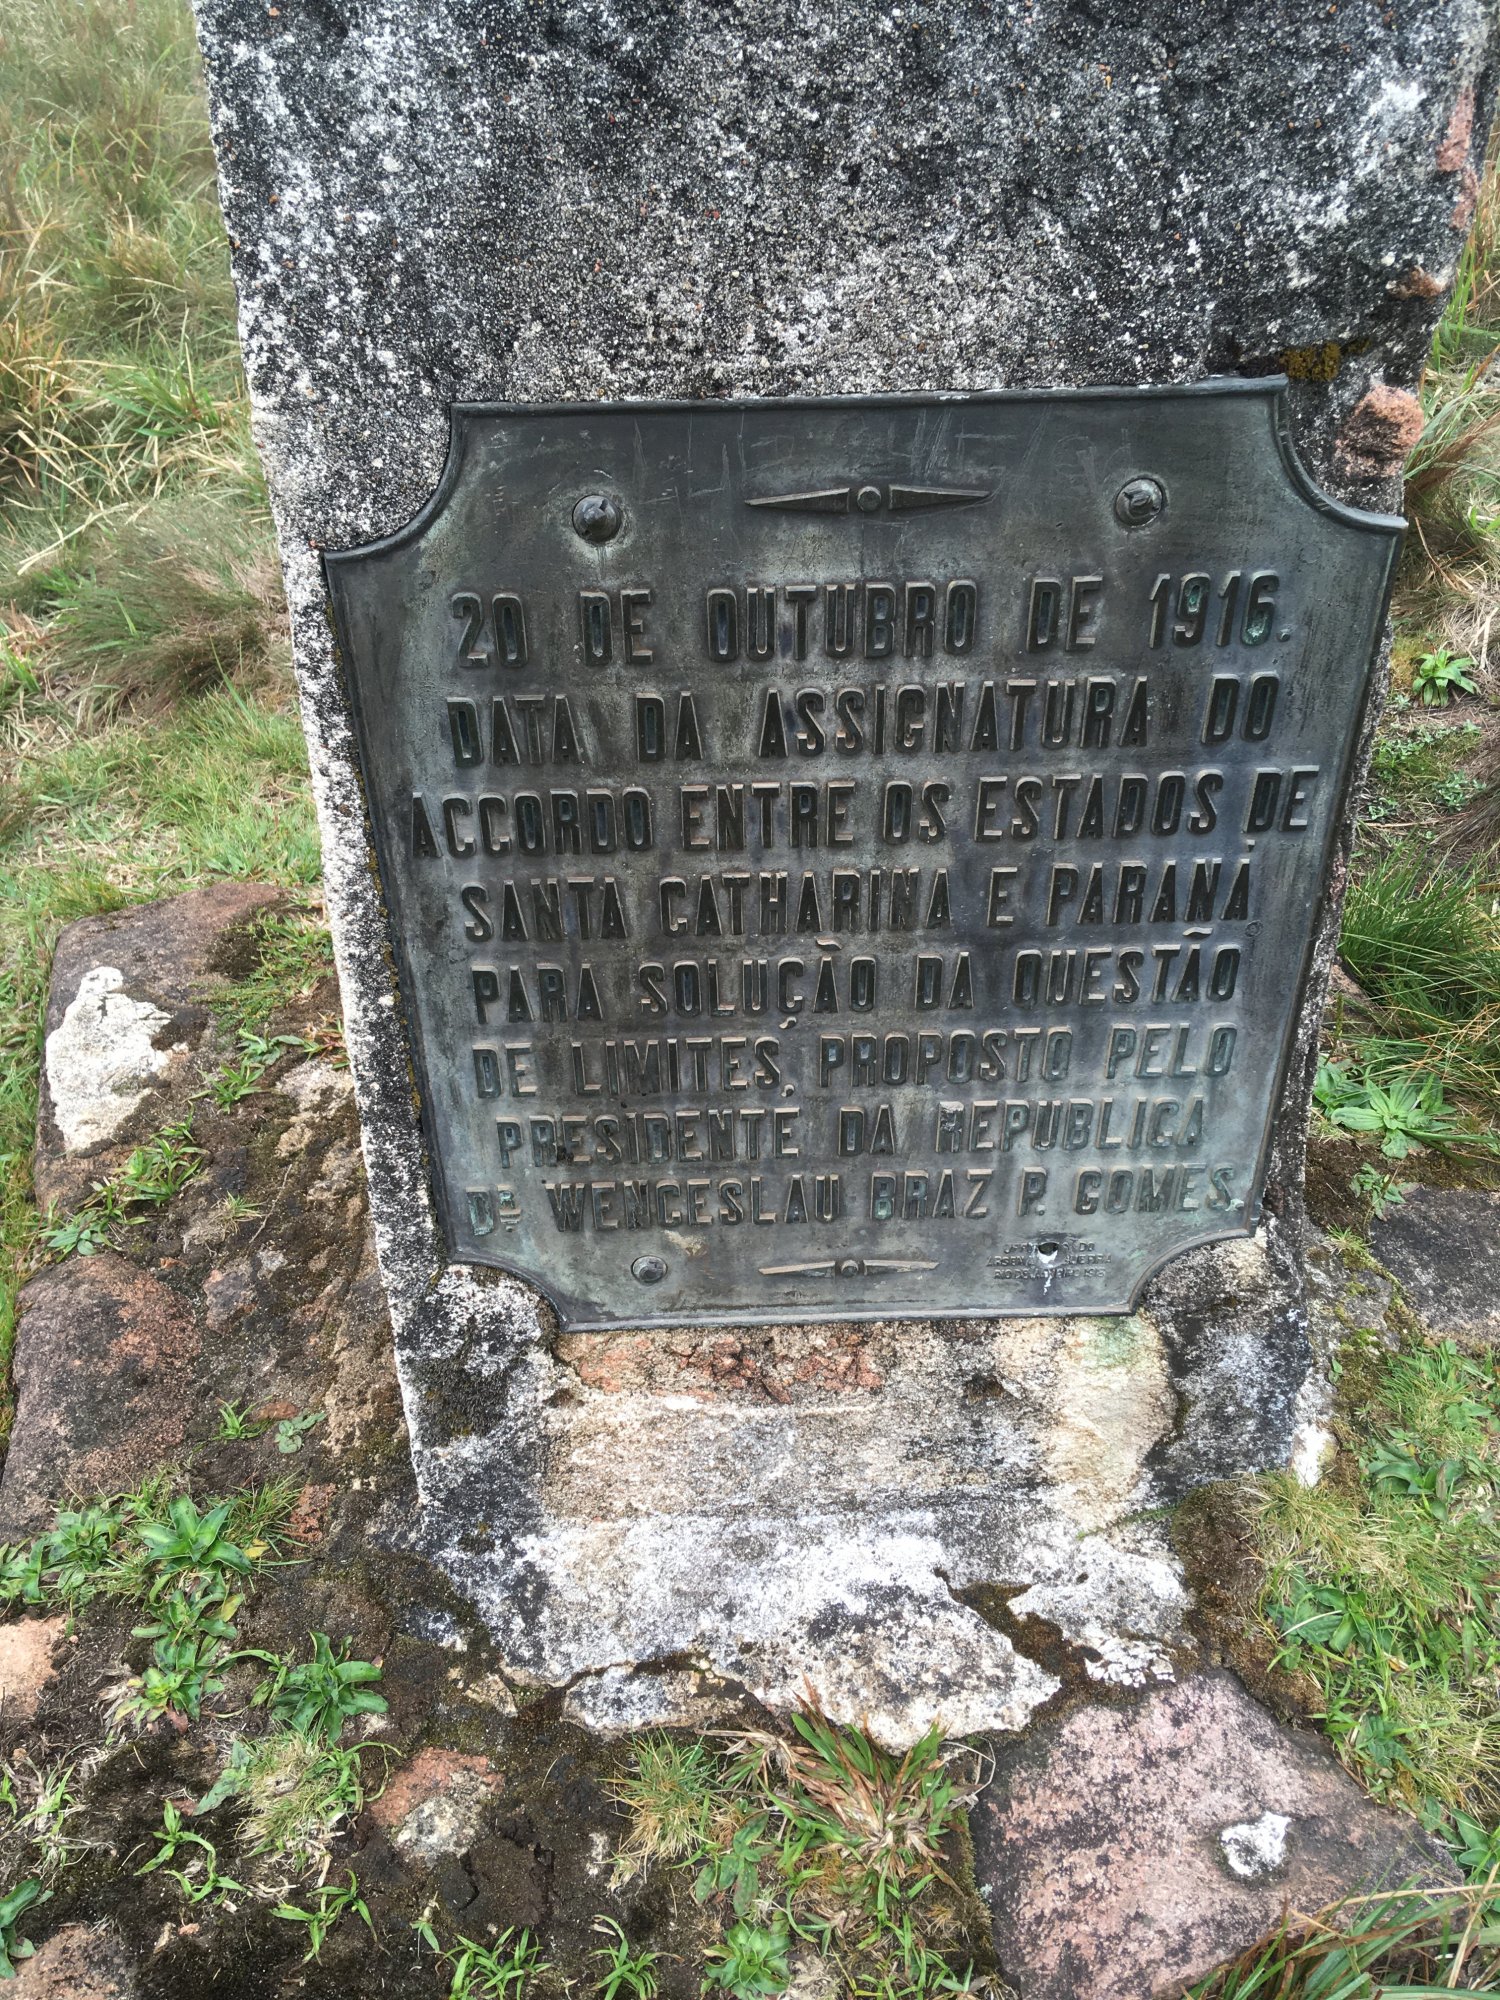 20 DE OUTUBRO DE 1916.
DATA DA ASSIGNATURA DO
ACCORDO ENTRE OS ESTADOS DE
SANTA CATHARINA E PARANÁ,
PARA SOLUÇÃO DA QUESTÃO
DE LIMITES, PROPOSTO PELO
PRESIDENTE DA REPÚBLICA
DR. WENCESLAU BRAZ P. GOMES.